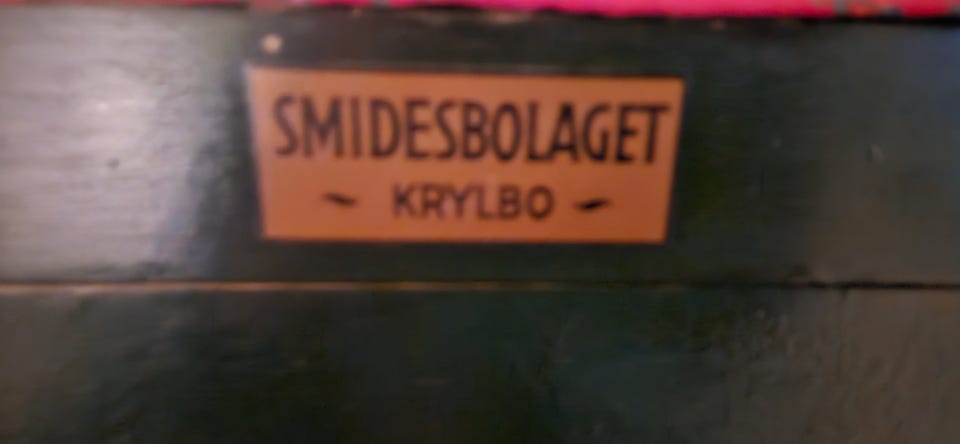 SMIDESBOLAGET
~ KRYLBO ~